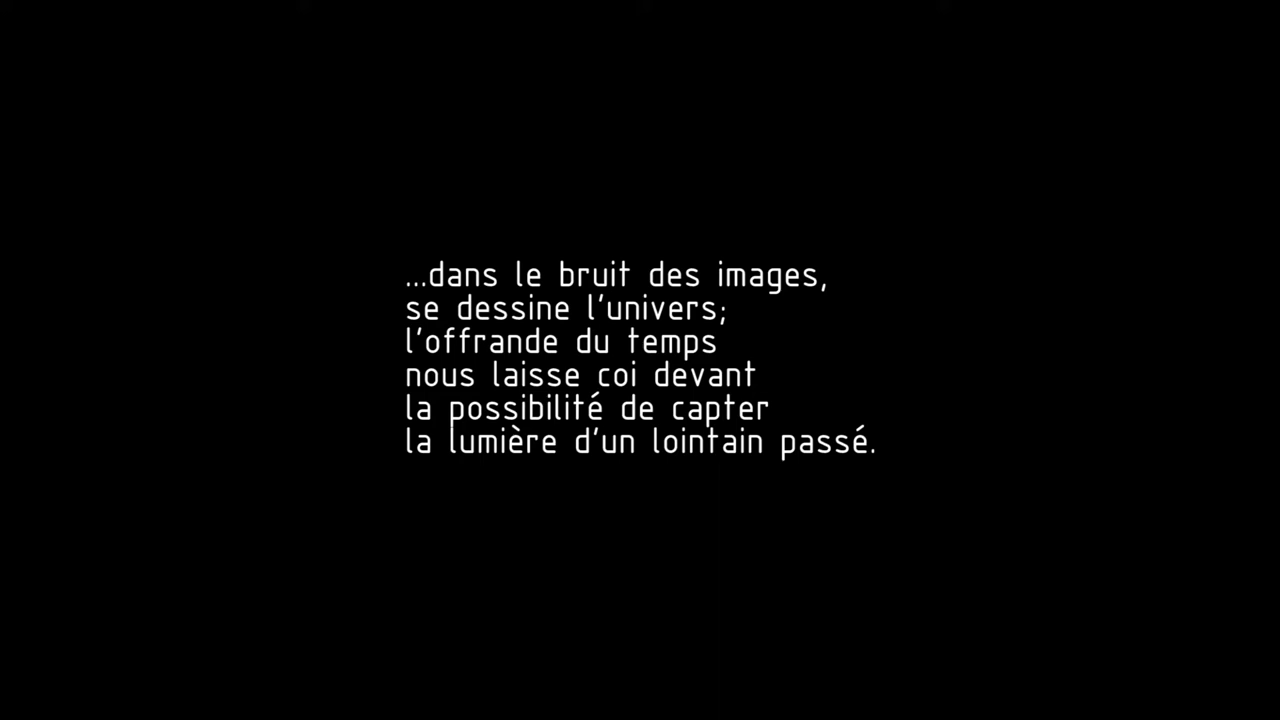 ...dans le bruit des images,
se dessine l'univers;
l'offrande du temps
nous laisse coi devant
la possibilité de capter
la lumière d'un lointain passé.